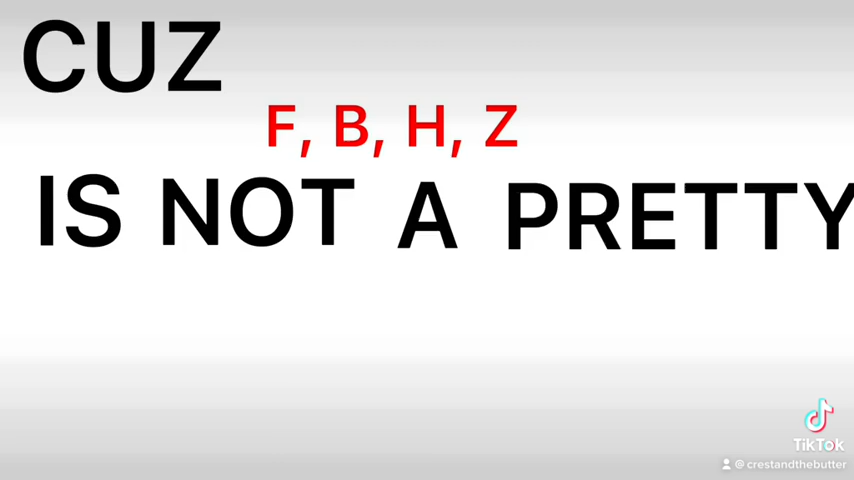 CUZ
F, B, H, Z
IS NOT A PRETTY
TikTok
@crestandthebutter